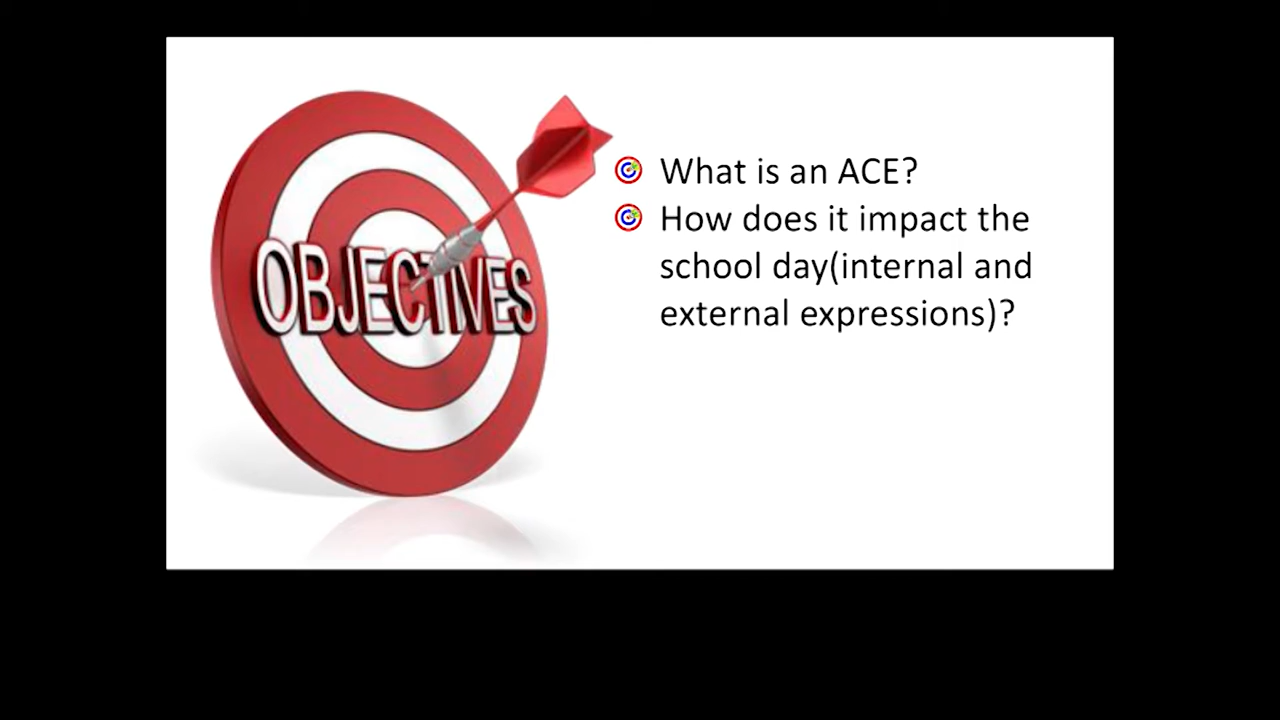 OBJECTIVES
What is an ACE?
How does it impact the
school day(internal and
external expressions)?